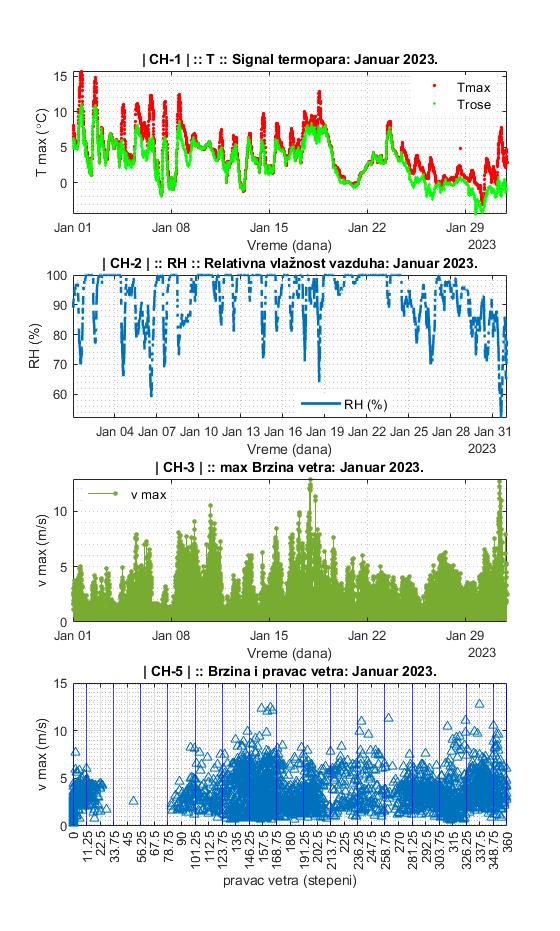 | CH-1 | :: T :: Signal termopara: Januar 2023.
T max (°C)
15
10
5
0
Tmax
Trose
Jan 01 Jan 08 Jan 15 Jan 22 Jan 29
Vreme (dana) 2023
| CH-2 | :: RH :: Relativna vlažnost vazduha: Januar 2023.
RH (%)
100
90
80
70
60
RH (%)
Jan 04 Jan 07 Jan 10 Jan 13 Jan 16 Jan 19 Jan 22 Jan 25 Jan 28 Jan 31
Vreme (dana) 2023
| CH-3 | :: max Brzina vetra: Januar 2023.
v max (m/s)
10
5
0
v max
Jan 01 Jan 08 Jan 15 Jan 22 Jan 29
Vreme (dana) 2023
| CH-5 | :: Brzina i pravac vetra: Januar 2023.
v max (m/s)
15
10
5
0
0 11.25 22.5 33.75 45 56.25 67.5 78.75 90 101.25 112.5 123.75 135 146.25 157.5 168.75 180 191.25 202.5 213.75 225 236.25 247.5 258.75 270 281.25 292.5 303.75 315 326.25 337.5 348.75 360
pravac vetra (stepeni)